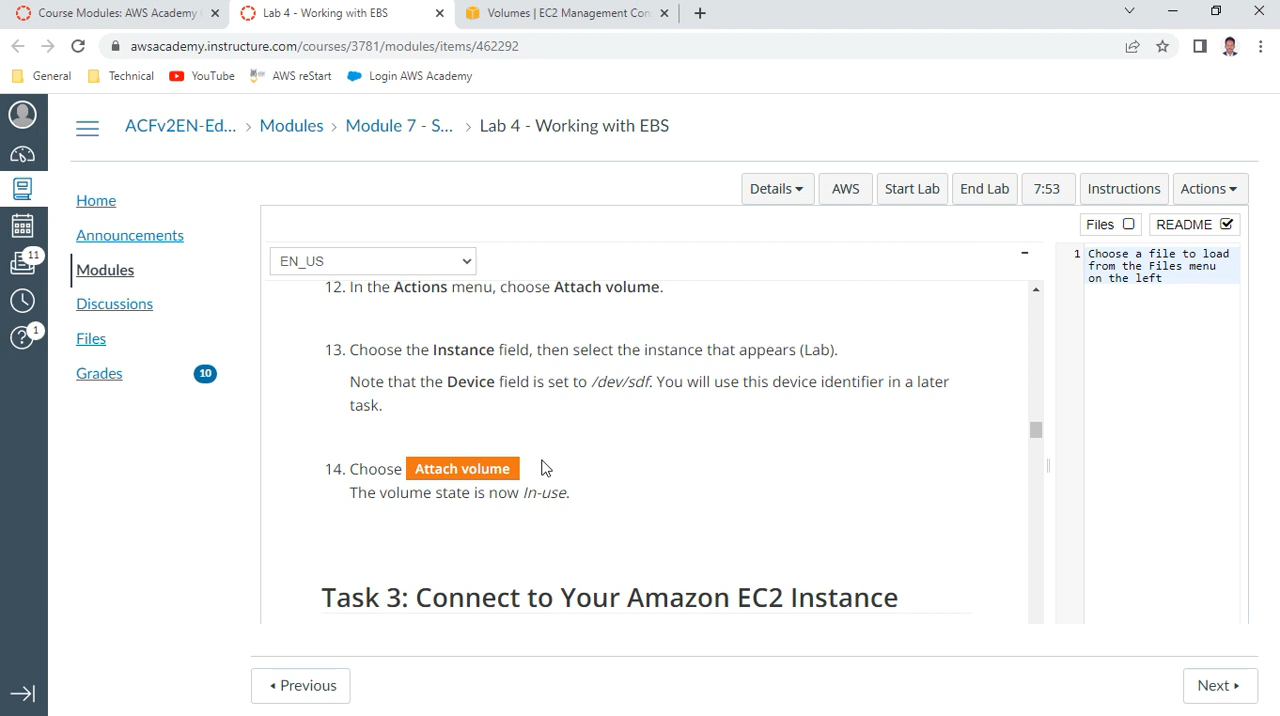 Course Modules: AWS Academy
Lab 4 - Working with EBS
Volumes | EC2 Management Con
awsacademy.instructure.com/courses/3781/modules/items/462292
General
Technical
YouTube
AWS reStart
Login AWS Academy
ACFv2EN-Ed... › Modules › Module 7 - S... › Lab 4 - Working with EBS
Details
AWS
Start Lab
End Lab
7:53
Instructions
Actions
11
1
Home
Announcements
Modules
Discussions
Files
Grades 10
Files
README
EN_US
1 Choose a file to load
from the Files menu
on the left
12. In the Actions menu, choose Attach volume.
13. Choose the Instance field, then select the instance that appears (Lab).
Note that the Device field is set to /dev/sdf. You will use this device identifier in a later
task.
14. Choose Attach volume
The volume state is now In-use.
Task 3: Connect to Your Amazon EC2 Instance
Previous
Next